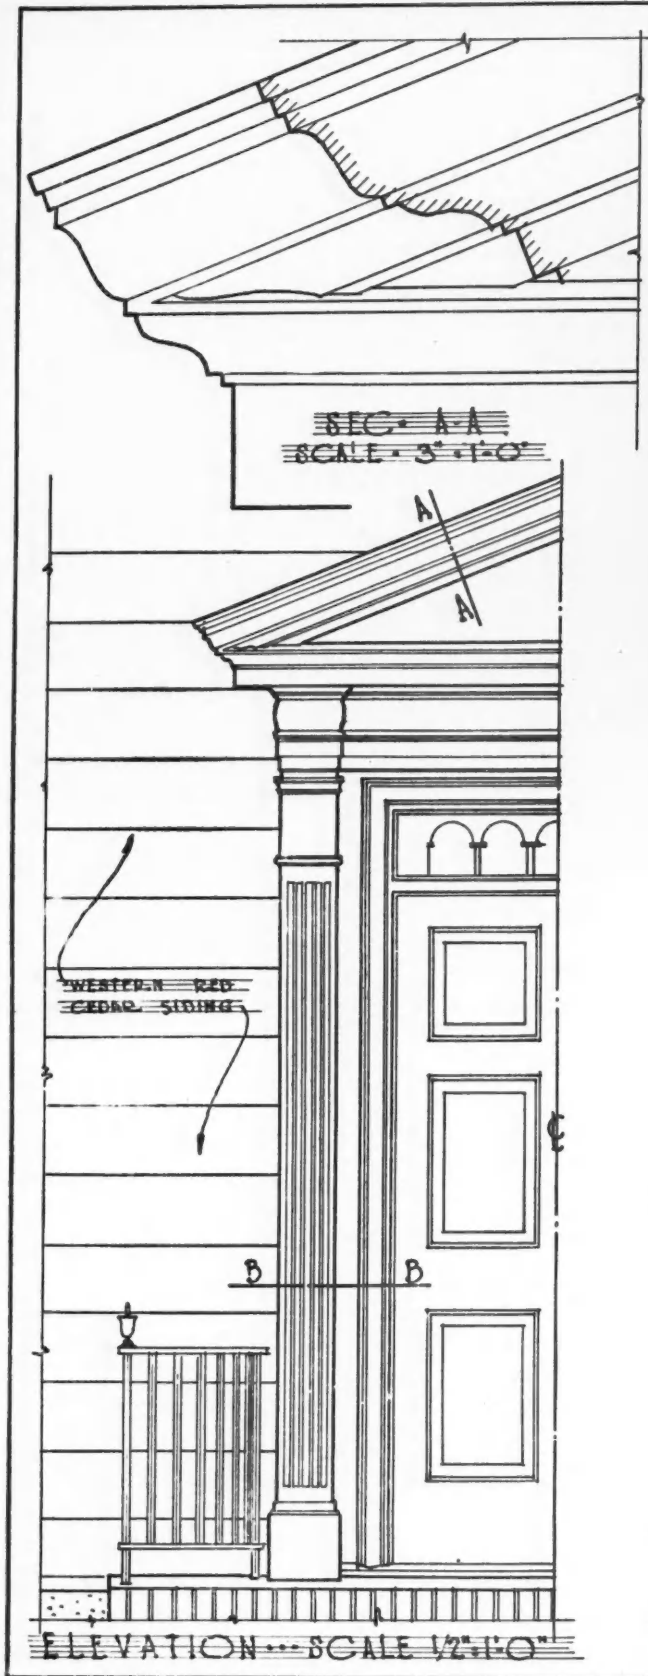 SEC. A-A
SCALE · 3" = 1'-0"
A
A
WESTERN RED
CEDAR SIDING
℄
B B
ELEVATION ··· SCALE 1/2" = 1'-0"